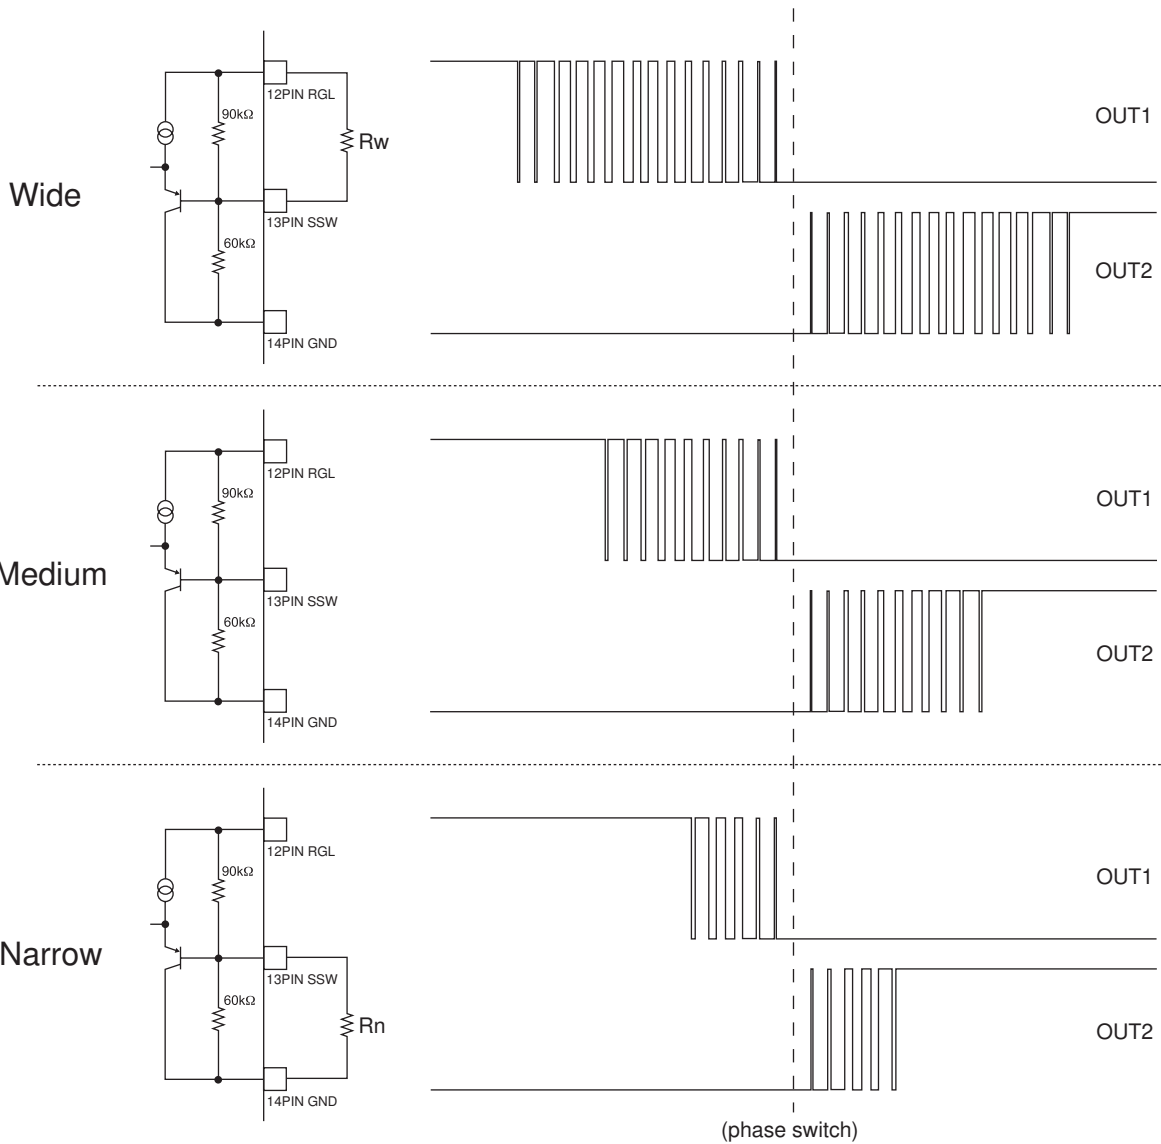 12PIN RGL
90kΩ
Rw
OUT1
Wide
13PIN SSW
60kΩ
OUT2
14PIN GND
12PIN RGL
90kΩ
OUT1
Medium
13PIN SSW
60kΩ
OUT2
14PIN GND
12PIN RGL
90kΩ
OUT1
Narrow
13PIN SSW
60kΩ
Rn
OUT2
14PIN GND
(phase switch)